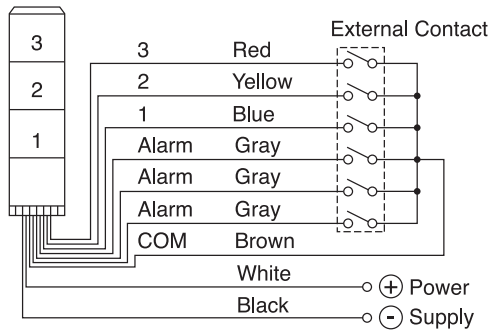 External Contact
3
2
1
3 Red
2 Yellow
1 Blue
Alarm Gray
Alarm Gray
Alarm Gray
COM Brown
White
+ Power
Black
- Supply